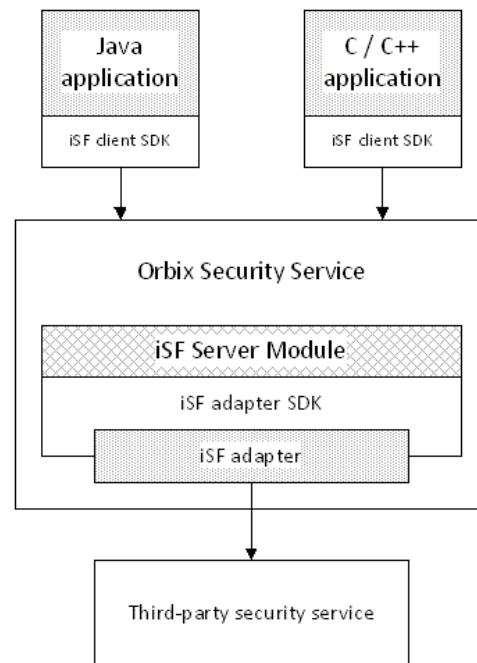 Java
application
iSF client SDK
C / C++
application
iSF client SDK
Orbix Security Service
iSF Server Module
iSF adapter SDK
iSF adapter
Third-party security service